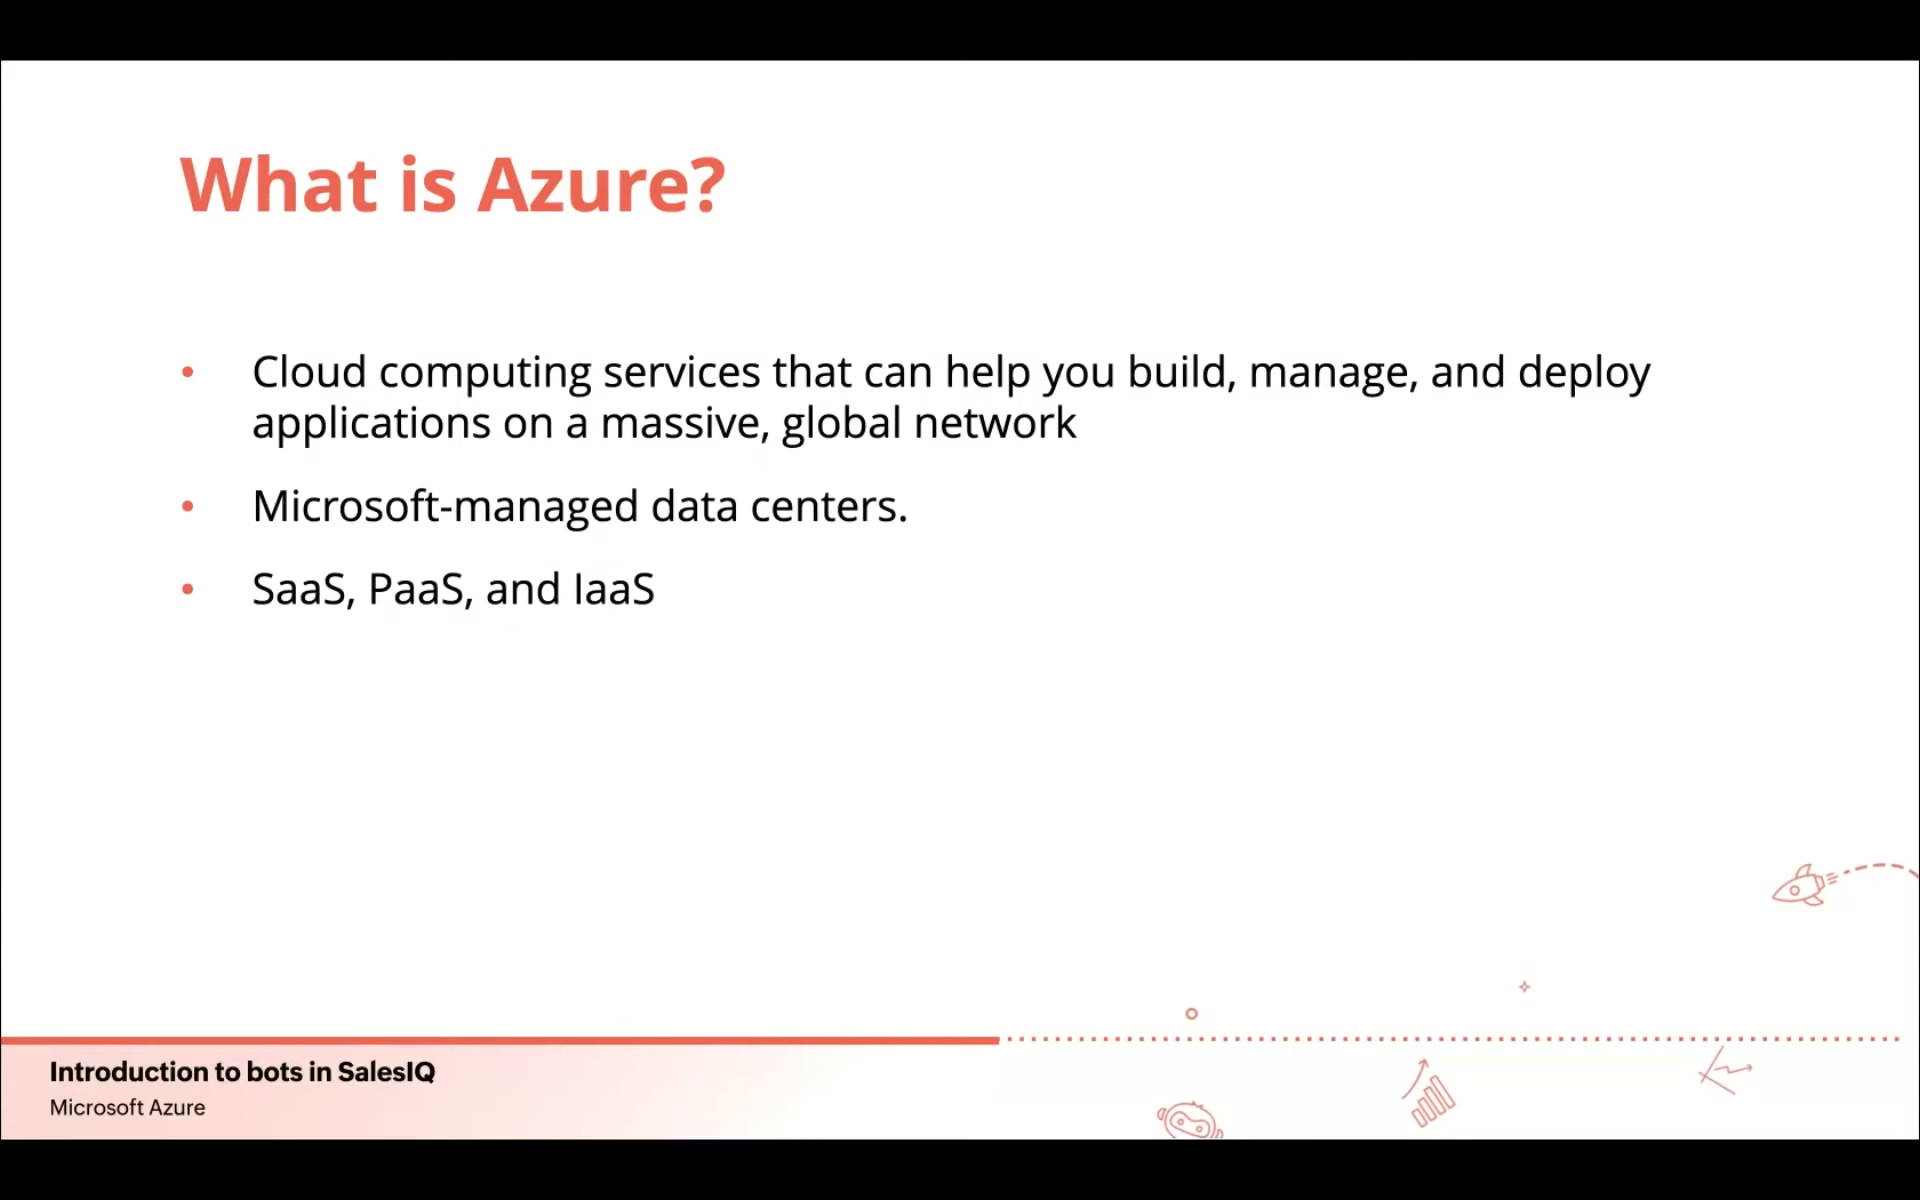 What is Azure?
• Cloud computing services that can help you build, manage, and deploy
applications on a massive, global network
• Microsoft-managed data centers.
• SaaS, PaaS, and IaaS
Introduction to bots in SalesIQ
Microsoft Azure